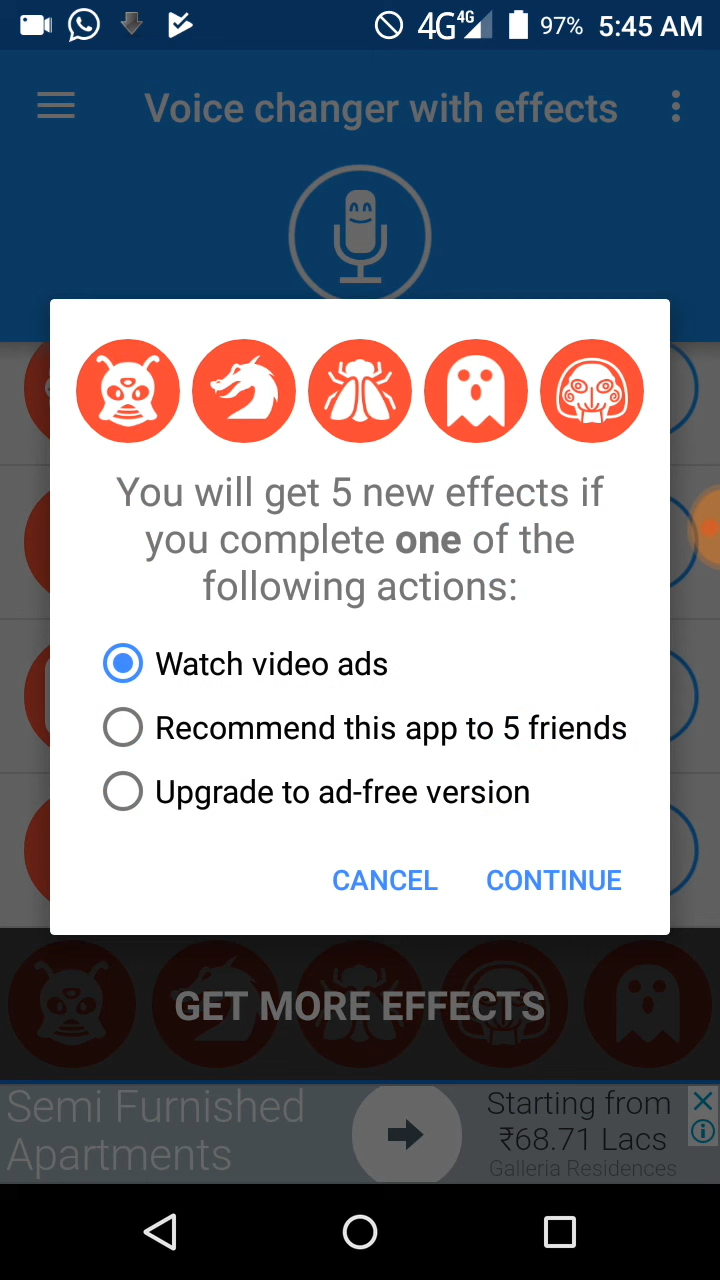 4G 4G 97% 5:45 AM
Voice changer with effects
You will get 5 new effects if
you complete one of the
following actions:
Watch video ads
Recommend this app to 5 friends
Upgrade to ad-free version
CANCEL CONTINUE
GET MORE EFFECTS
Semi Furnished
Apartments
Starting from
₹68.71 Lacs
Galleria Residences